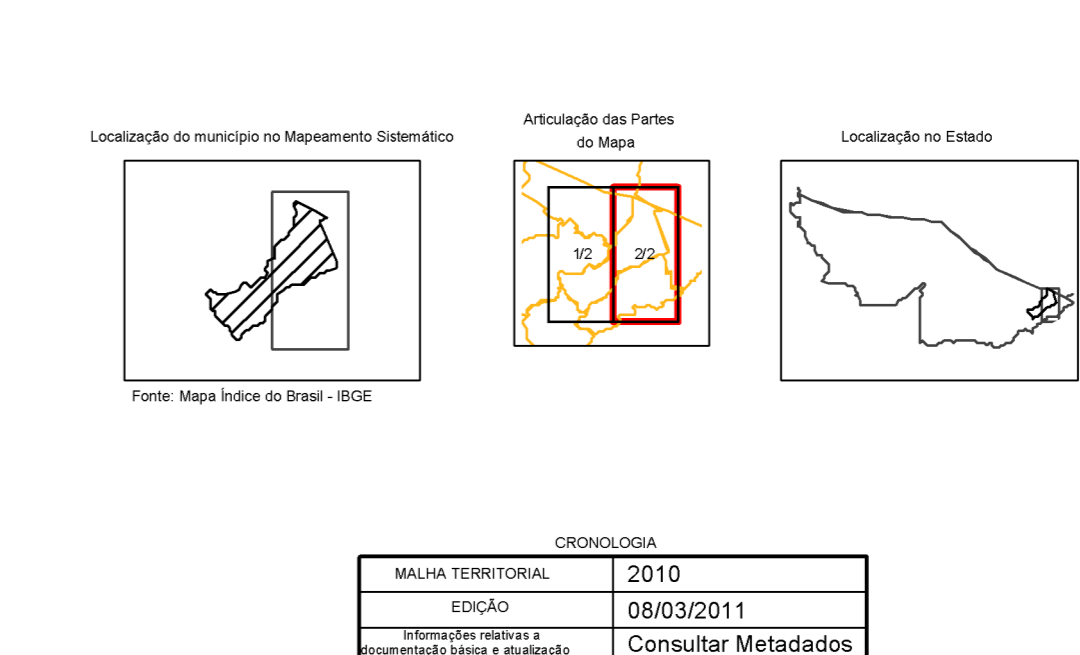 Localização do município no Mapeamento Sistemático
Articulação das Partes
do Mapa
Localização no Estado
1/2
2/2
Fonte: Mapa Índice do Brasil - IBGE
CRONOLOGIA
MALHA TERRITORIAL
2010
EDIÇÃO
08/03/2011
Informações relativas a
documentação básica e atualização
Consultar Metadados